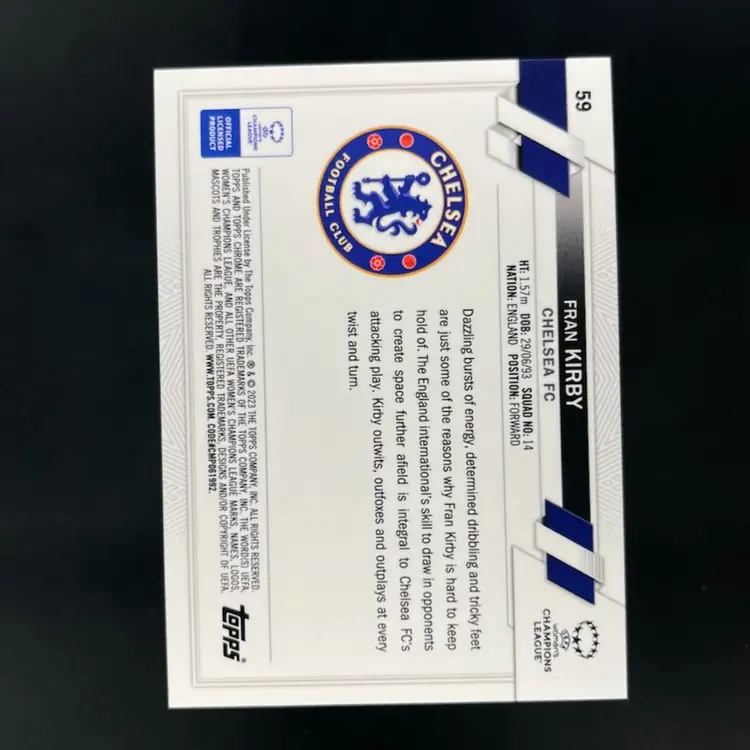 59
FRAN KIRBY
CHELSEA FC
HT: 1.57m DOB: 29/06/93 SQUAD NO: 14
NATION: ENGLAND POSITION: FORWARD
WOMEN'S
CHAMPIONS
LEAGUE
CHELSEA
FOOTBALL CLUB
Dazzling bursts of energy, determined dribbling and tricky feet
are just some of the reasons why Fran Kirby is hard to keep
hold of. The England international's skill to draw in opponents
to create space further afield is integral to Chelsea FC's
attacking play. Kirby outwits, outfoxes and outplays at every
twist and turn.
WOMEN'S
CHAMPIONS
LEAGUE
OFFICIAL
LICENSED
PRODUCT
Published Under License by The Topps Company, Inc. ® & © 2023 THE TOPPS COMPANY, INC. ALL RIGHTS RESERVED.
TOPPS AND TOPPS CHROME ARE REGISTERED TRADEMARKS OF THE TOPPS COMPANY, INC. THE WORD(S) UEFA,
WOMEN'S CHAMPIONS LEAGUE, AND ALL OTHER UEFA WOMEN'S CHAMPIONS LEAGUE MARKS, NAMES, LOGOS,
MASCOTS AND TROPHIES ARE THE PROPERTY, REGISTERED TRADEMARKS, DESIGNS AND/OR COPYRIGHT OF UEFA.
ALL RIGHTS RESERVED. WWW.TOPPS.COM. CODE#CMP061992.
topps®